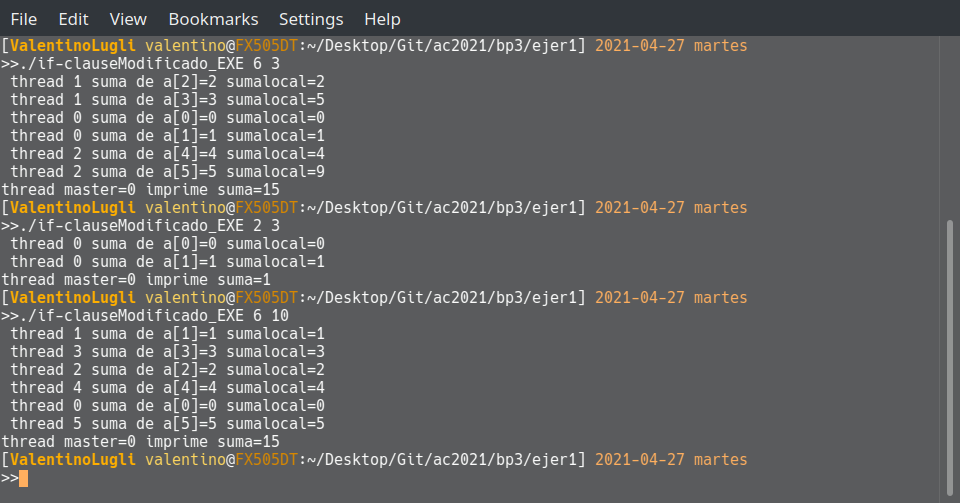 File Edit View Bookmarks Settings Help
[ValentinoLugli valentino@FX505DT:~/Desktop/Git/ac2021/bp3/ejer1] 2021-04-27 martes
>>./if-clauseModificado_EXE 6 3
thread 1 suma de a[2]=2 sumalocal=2
thread 1 suma de a[3]=3 sumalocal=5
thread 0 suma de a[0]=0 sumalocal=0
thread 0 suma de a[1]=1 sumalocal=1
thread 2 suma de a[4]=4 sumalocal=4
thread 2 suma de a[5]=5 sumalocal=9
thread master=0 imprime suma=15
[ValentinoLugli valentino@FX505DT:~/Desktop/Git/ac2021/bp3/ejer1] 2021-04-27 martes
>>./if-clauseModificado_EXE 2 3
thread 0 suma de a[0]=0 sumalocal=0
thread 0 suma de a[1]=1 sumalocal=1
thread master=0 imprime suma=1
[ValentinoLugli valentino@FX505DT:~/Desktop/Git/ac2021/bp3/ejer1] 2021-04-27 martes
>>./if-clauseModificado_EXE 6 10
thread 1 suma de a[1]=1 sumalocal=1
thread 3 suma de a[3]=3 sumalocal=3
thread 2 suma de a[2]=2 sumalocal=2
thread 4 suma de a[4]=4 sumalocal=4
thread 0 suma de a[0]=0 sumalocal=0
thread 5 suma de a[5]=5 sumalocal=5
thread master=0 imprime suma=15
[ValentinoLugli valentino@FX505DT:~/Desktop/Git/ac2021/bp3/ejer1] 2021-04-27 martes
>>